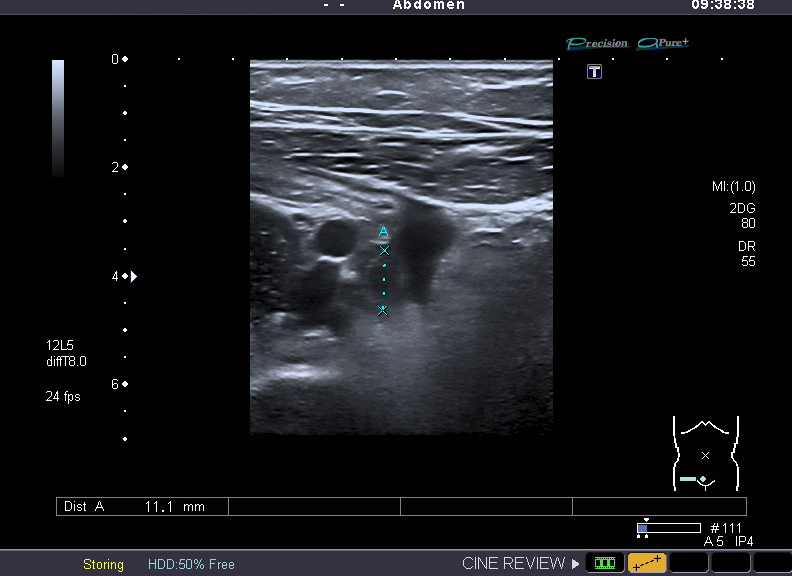 - - Abdomen 09:38:38
Precision APure+
T
0
2
4
6
A
MI:(1.0)
2DG
80
DR
55
12L5
diffT8.0
24 fps
Dist A 11.1 mm
#111
A 5 IP4
Storing HDD:50% Free CINE REVIEW